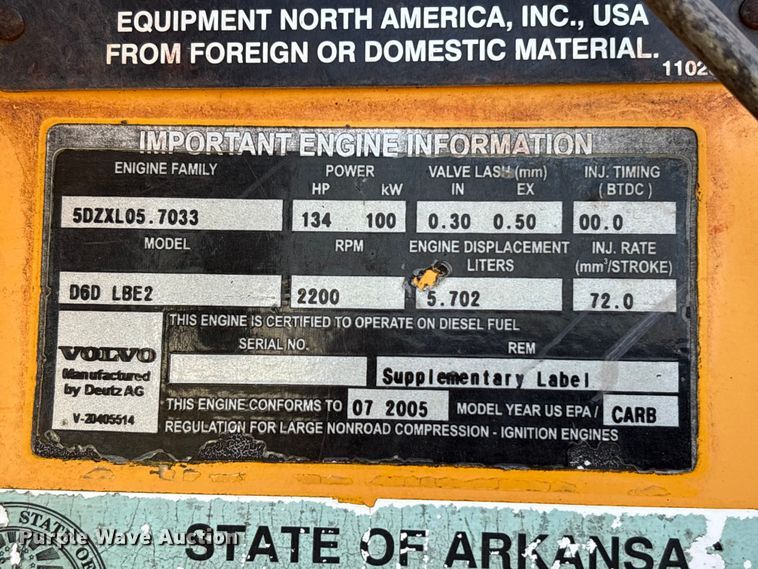 EQUIPMENT NORTH AMERICA, INC., USA
FROM FOREIGN OR DOMESTIC MATERIAL.
IMPORTANT ENGINE INFORMATION
ENIGINE FAMILY POWER VALVE LASH (mm) INJ. TIMING
HP kW IN EX (BTDC)
5DZXL05.7033 134 100 0.30 0.50 00.0
MODEL RPM ENGINE DISPLACEMENT INJ. RATE
LITERS (mm³/STROKE)
D6D LBE2 2200 5.702 72.0
THIS ENGINE IS CERTIFIED TO OPERATE ON DIESEL FUEL
SERIAL NO. REM
VOLVO
Manufactured
by Deutz AG
V-20405514
Supplementary Label
THIS ENGINE CONFORMS TO 07 2005 MODEL YEAR US EPA / CARB
REGULATION FOR LARGE NONROAD COMPRESSION - IGNITION ENGINES
STATE OF ARKANSA
Purple Wave Auction